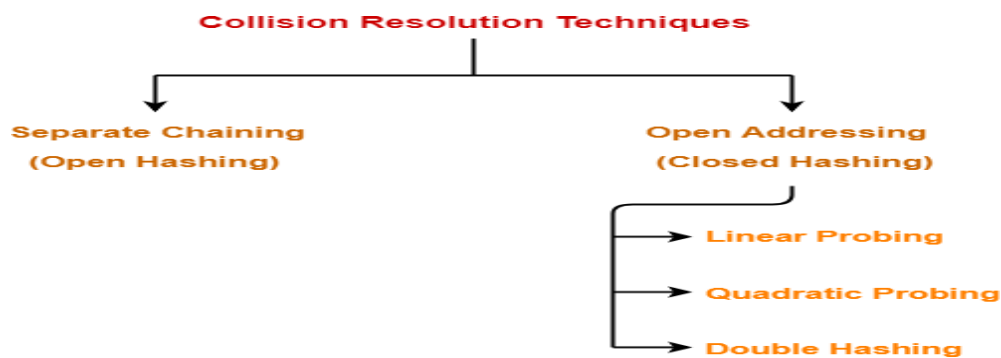 Collision Resolution Techniques
Separate Chaining
(Open Hashing)
Open Addressing
(Closed Hashing)
Linear Probing
Quadratic Probing
Double Hashing